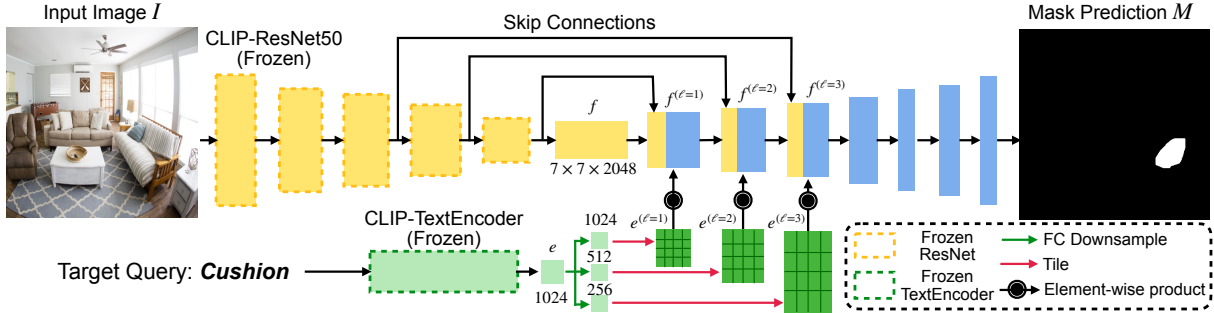 Input Image I
Skip Connections
Mask Prediction M
CLIP-ResNet50
(Frozen)
f
f^{(ℓ=1)}
f^{(ℓ=2)}
f^{(ℓ=3)}
7 × 7 × 2048
CLIP-TextEncoder
(Frozen)
Target Query: Cushion
e
1024
1024
512
256
e^{(ℓ=1)}
e^{(ℓ=2)}
e^{(ℓ=3)}
Frozen
ResNet
Frozen
TextEncoder
FC Downsample
Tile
Element-wise product